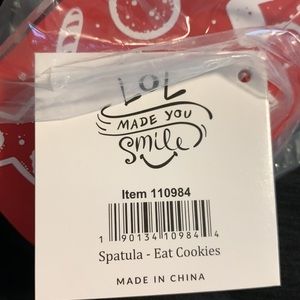 LOL
MADE YOU
Smile
Item 110984
1 90134 10984 4
Spatula - Eat Cookies
MADE IN CHINA